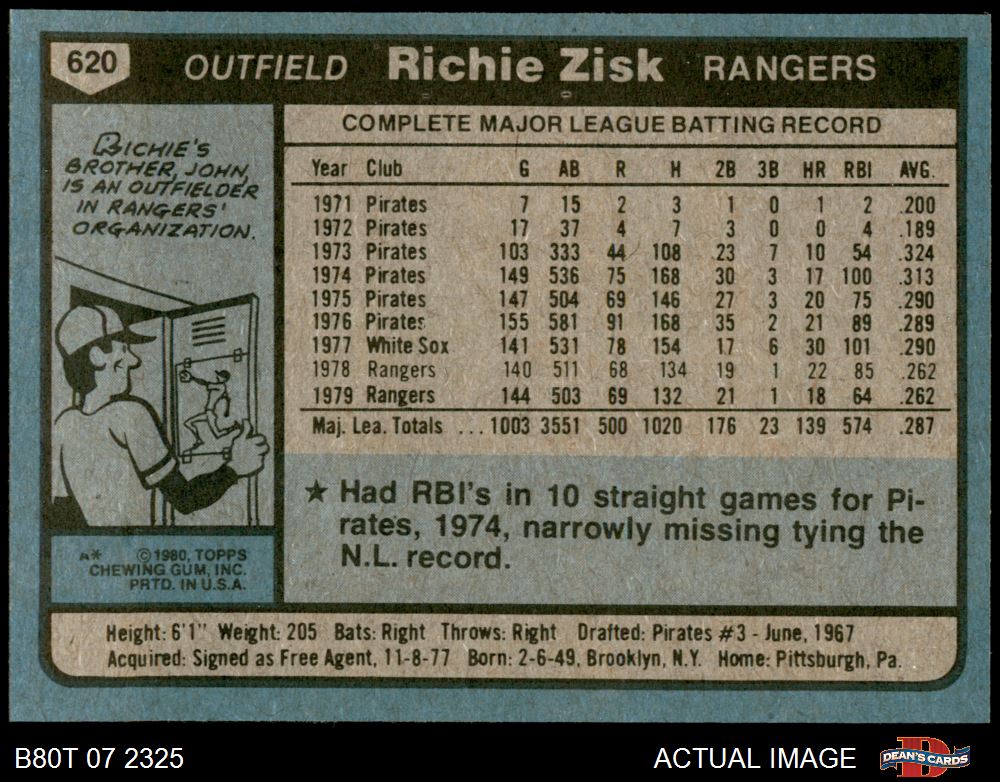 620 OUTFIELD Richie Zisk RANGERS
RICHIE'S
BROTHER, JOHN,
IS AN OUTFIELDER
IN RANGERS'
ORGANIZATION.
A* ©1980, TOPPS
CHEWING GUM, INC.
PRTD. IN U.S.A.
COMPLETE MAJOR LEAGUE BATTING RECORD
Year Club G AB R H 2B 3B HR RBI AVG.
1971 Pirates 7 15 2 3 1 0 1 2 .200
1972 Pirates 17 37 4 7 3 0 0 4 .189
1973 Pirates 103 333 44 108 23 7 10 54 .324
1974 Pirates 149 536 75 168 30 3 17 100 .313
1975 Pirates 147 504 69 146 27 3 20 75 .290
1976 Pirates 155 581 91 168 35 2 21 89 .289
1977 White Sox 141 531 78 154 17 6 30 101 .290
1978 Rangers 140 511 68 134 19 1 22 85 .262
1979 Rangers 144 503 69 132 21 1 18 64 .262
Maj. Lea. Totals ... 1003 3551 500 1020 176 23 139 574 .287
★ Had RBI's in 10 straight games for Pi-
rates, 1974, narrowly missing tying the
N.L. record.
Height: 6'1" Weight: 205 Bats: Right Throws: Right Drafted: Pirates #3 - June, 1967
Acquired: Signed as Free Agent, 11-8-77 Born: 2-6-49, Brooklyn, N.Y. Home: Pittsburgh, Pa.
B80T 07 2325 ACTUAL IMAGE DEAN'S CARDS